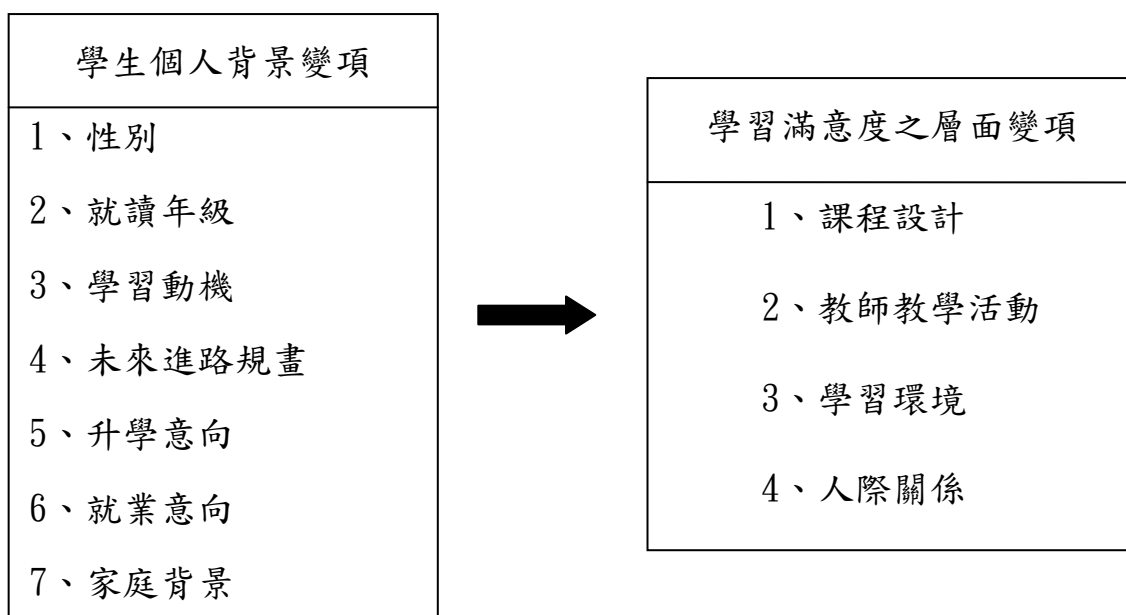 學生個人背景變項
1、性別
2、就讀年級
3、學習動機
4、未來進路規畫
5、升學意向
6、就業意向
7、家庭背景
學習滿意度之層面變項
1、課程設計
2、教師教學活動
3、學習環境
4、人際關係